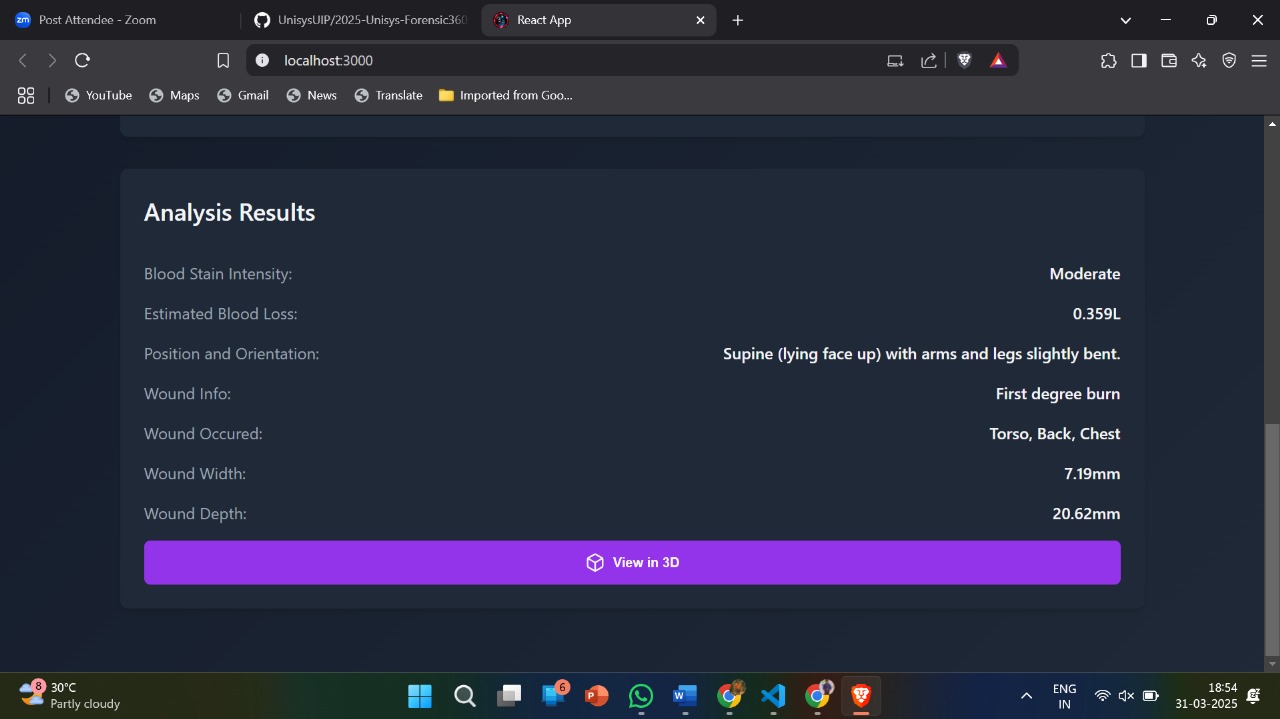 zm Post Attendee - Zoom
UnisysUIP/2025-Unisys-Forensic360
React App
localhost:3000
YouTube
Maps
Gmail
News
Translate
Imported from Goo...
Analysis Results
Blood Stain Intensity: Moderate
Estimated Blood Loss: 0.359L
Position and Orientation: Supine (lying face up) with arms and legs slightly bent.
Wound Info: First degree burn
Wound Occured: Torso, Back, Chest
Wound Width: 7.19mm
Wound Depth: 20.62mm
View in 3D
8
30°C
Partly cloudy
6
P
W
ENG
IN
18:54
31-03-2025